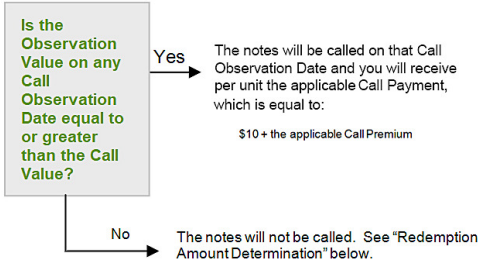 Is the
Observation
Value on any
Call
Observation
Date equal to
or greater
than the Call
Value?
Yes
The notes will be called on that Call
Observation Date and you will receive
per unit the applicable Call Payment,
which is equal to:
$10 + the applicable Call Premium
No
The notes will not be called. See “Redemption
Amount Determination” below.